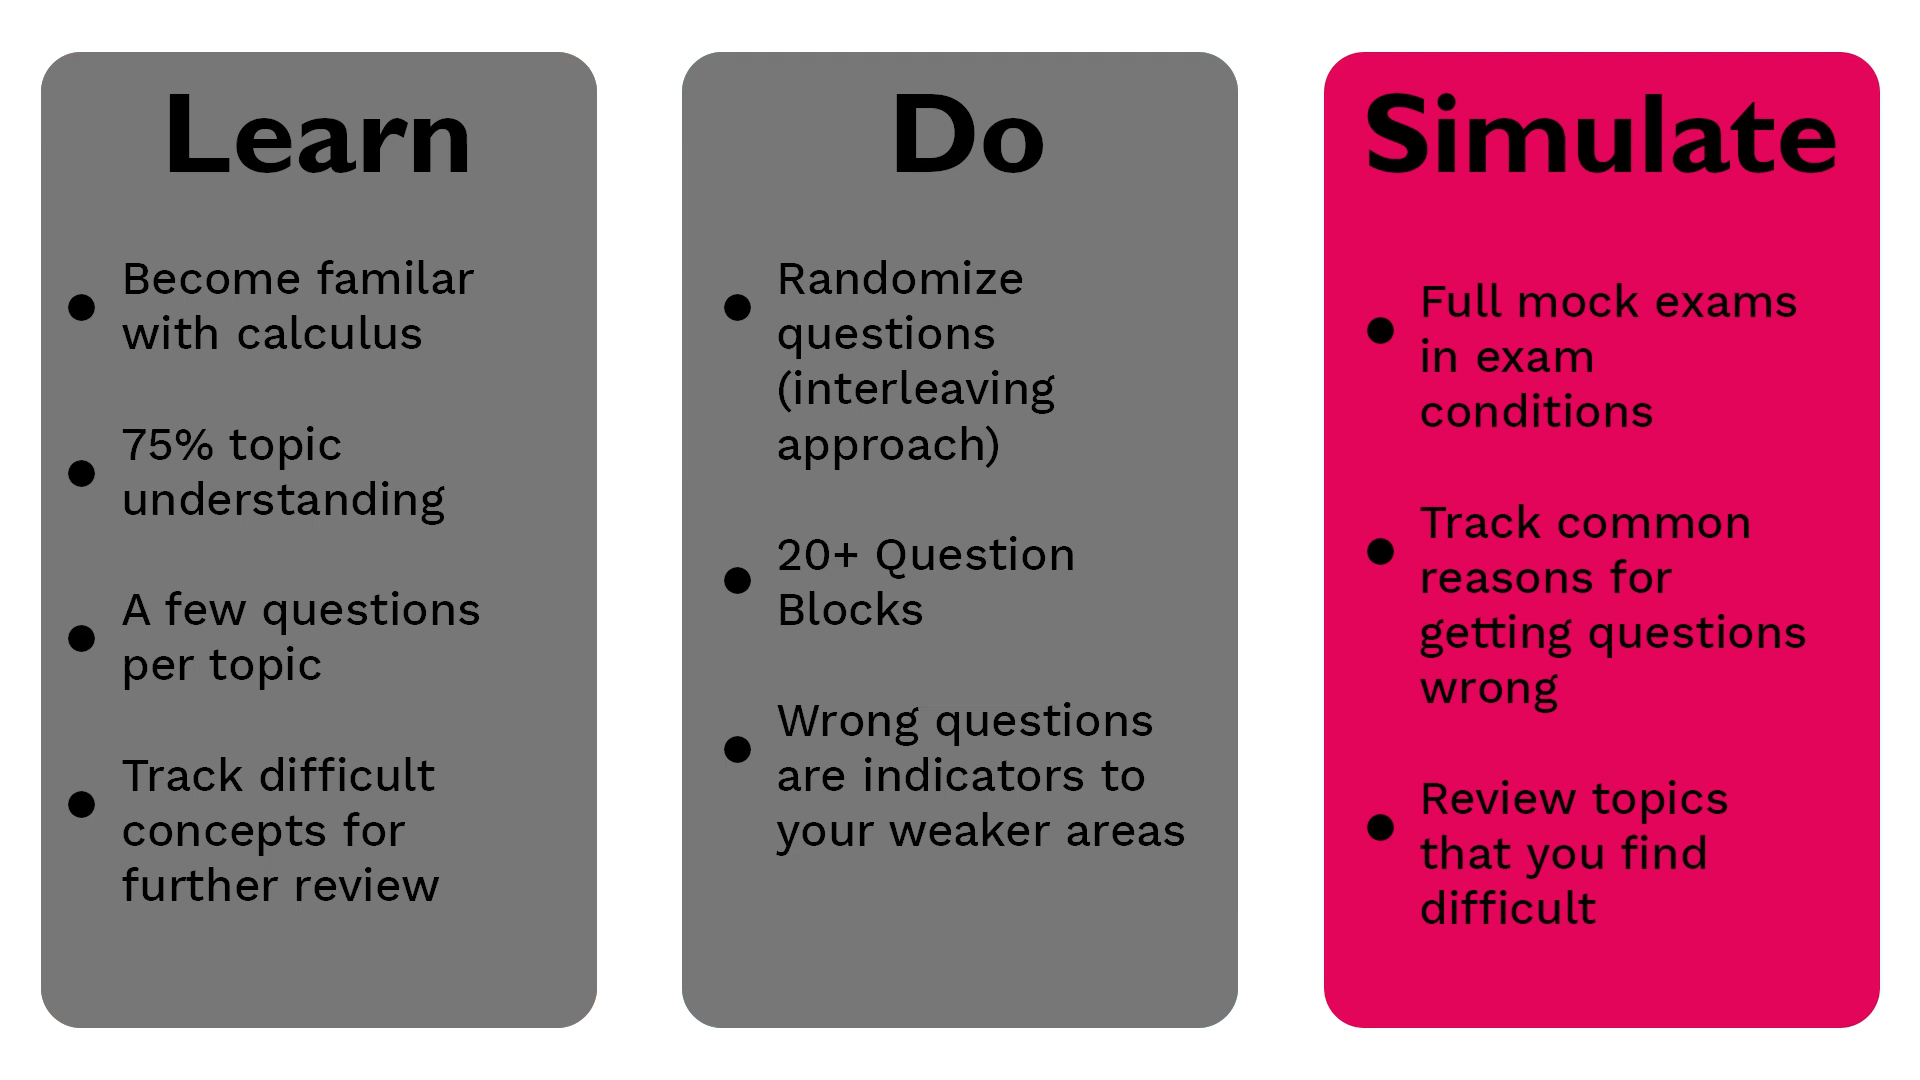 Learn
Become familar
with calculus
75% topic
understanding
A few questions
per topic
Track difficult
concepts for
further review
Do
Randomize
questions
(interleaving
approach)
20+ Question
Blocks
Wrong questions
are indicators to
your weaker areas
Simulate
Full mock exams
in exam
conditions
Track common
reasons for
getting questions
wrong
Review topics
that you find
difficult